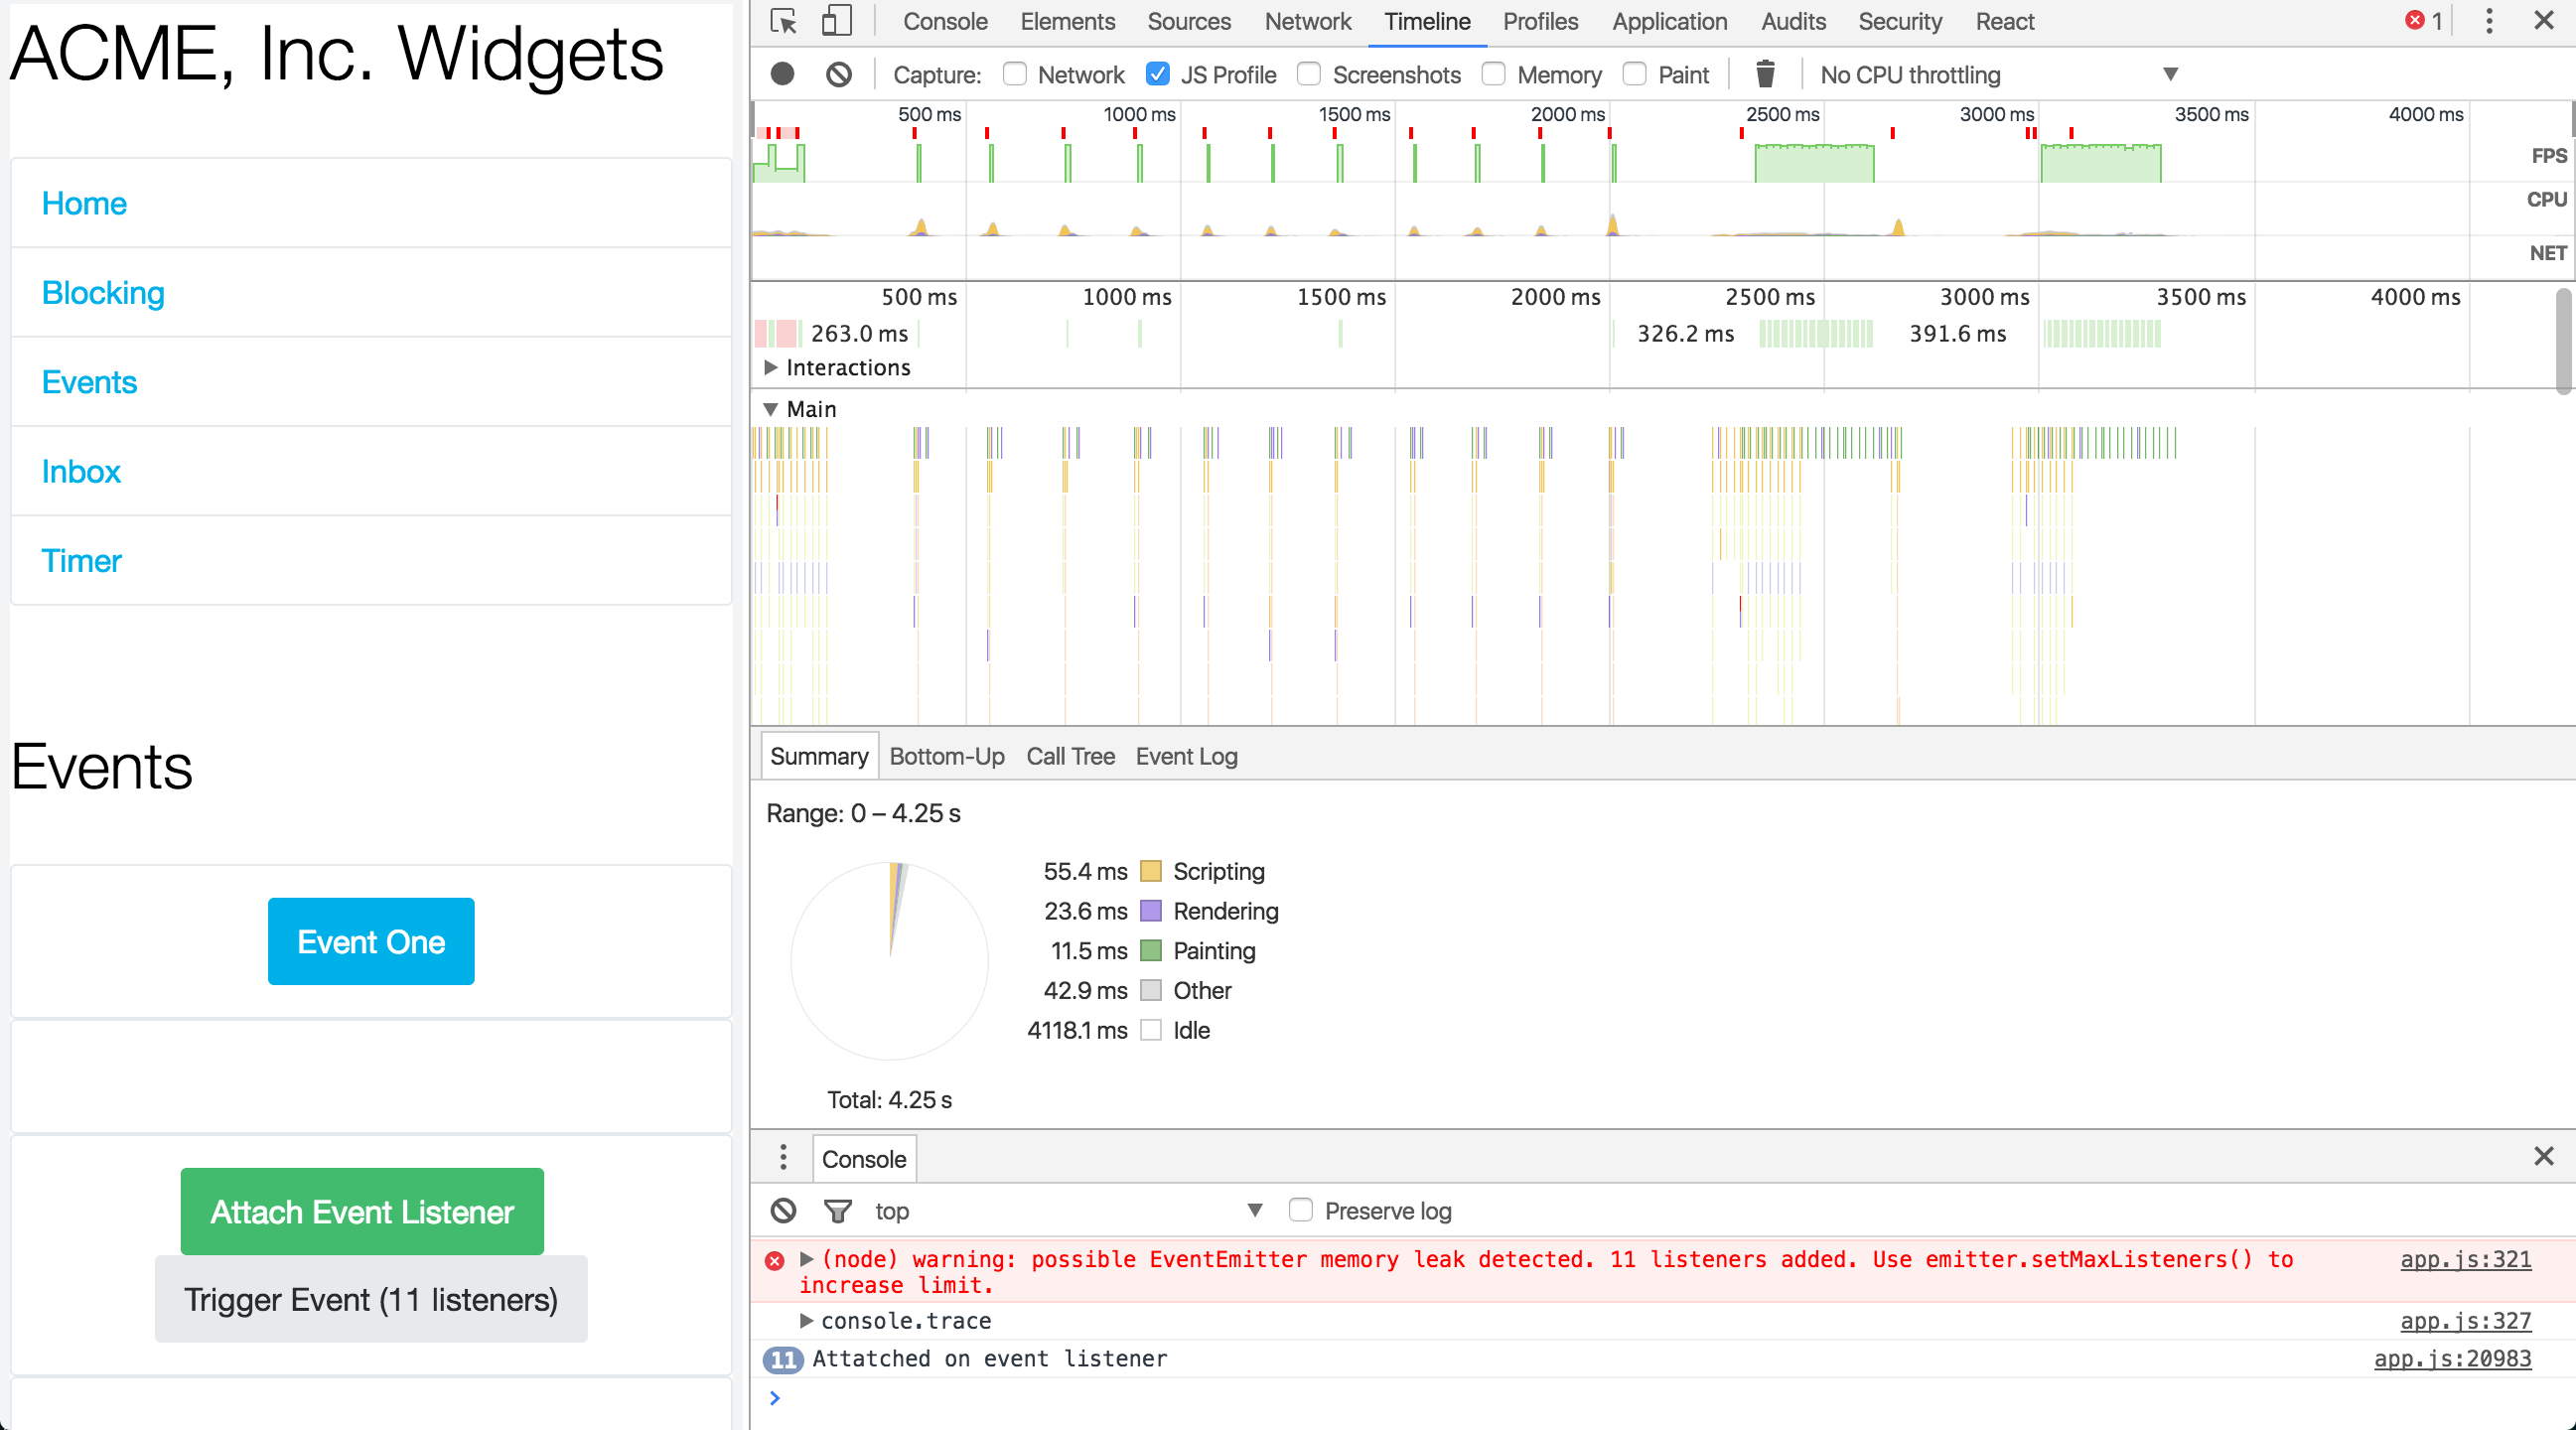 ACME, Inc. Widgets
Home
Blocking
Events
Inbox
Timer
Events
Event One
Attach Event Listener
Trigger Event (11 listeners)
Console Elements Sources Network Timeline Profiles Application Audits Security React 1
Capture: Network JS Profile Screenshots Memory Paint No CPU throttling
500 ms 1000 ms 1500 ms 2000 ms 2500 ms 3000 ms 3500 ms 4000 ms
FPS
CPU
NET
500 ms 1000 ms 1500 ms 2000 ms 2500 ms 3000 ms 3500 ms 4000 ms
263.0 ms 326.2 ms 391.6 ms
Interactions
Main
Summary Bottom-Up Call Tree Event Log
Range: 0 – 4.25 s
55.4 ms Scripting
23.6 ms Rendering
11.5 ms Painting
42.9 ms Other
4118.1 ms Idle
Total: 4.25 s
Console
top Preserve log
(node) warning: possible EventEmitter memory leak detected. 11 listeners added. Use emitter.setMaxListeners() to app.js:321
increase limit.
console.trace app.js:327
11 Attatched on event listener app.js:20983